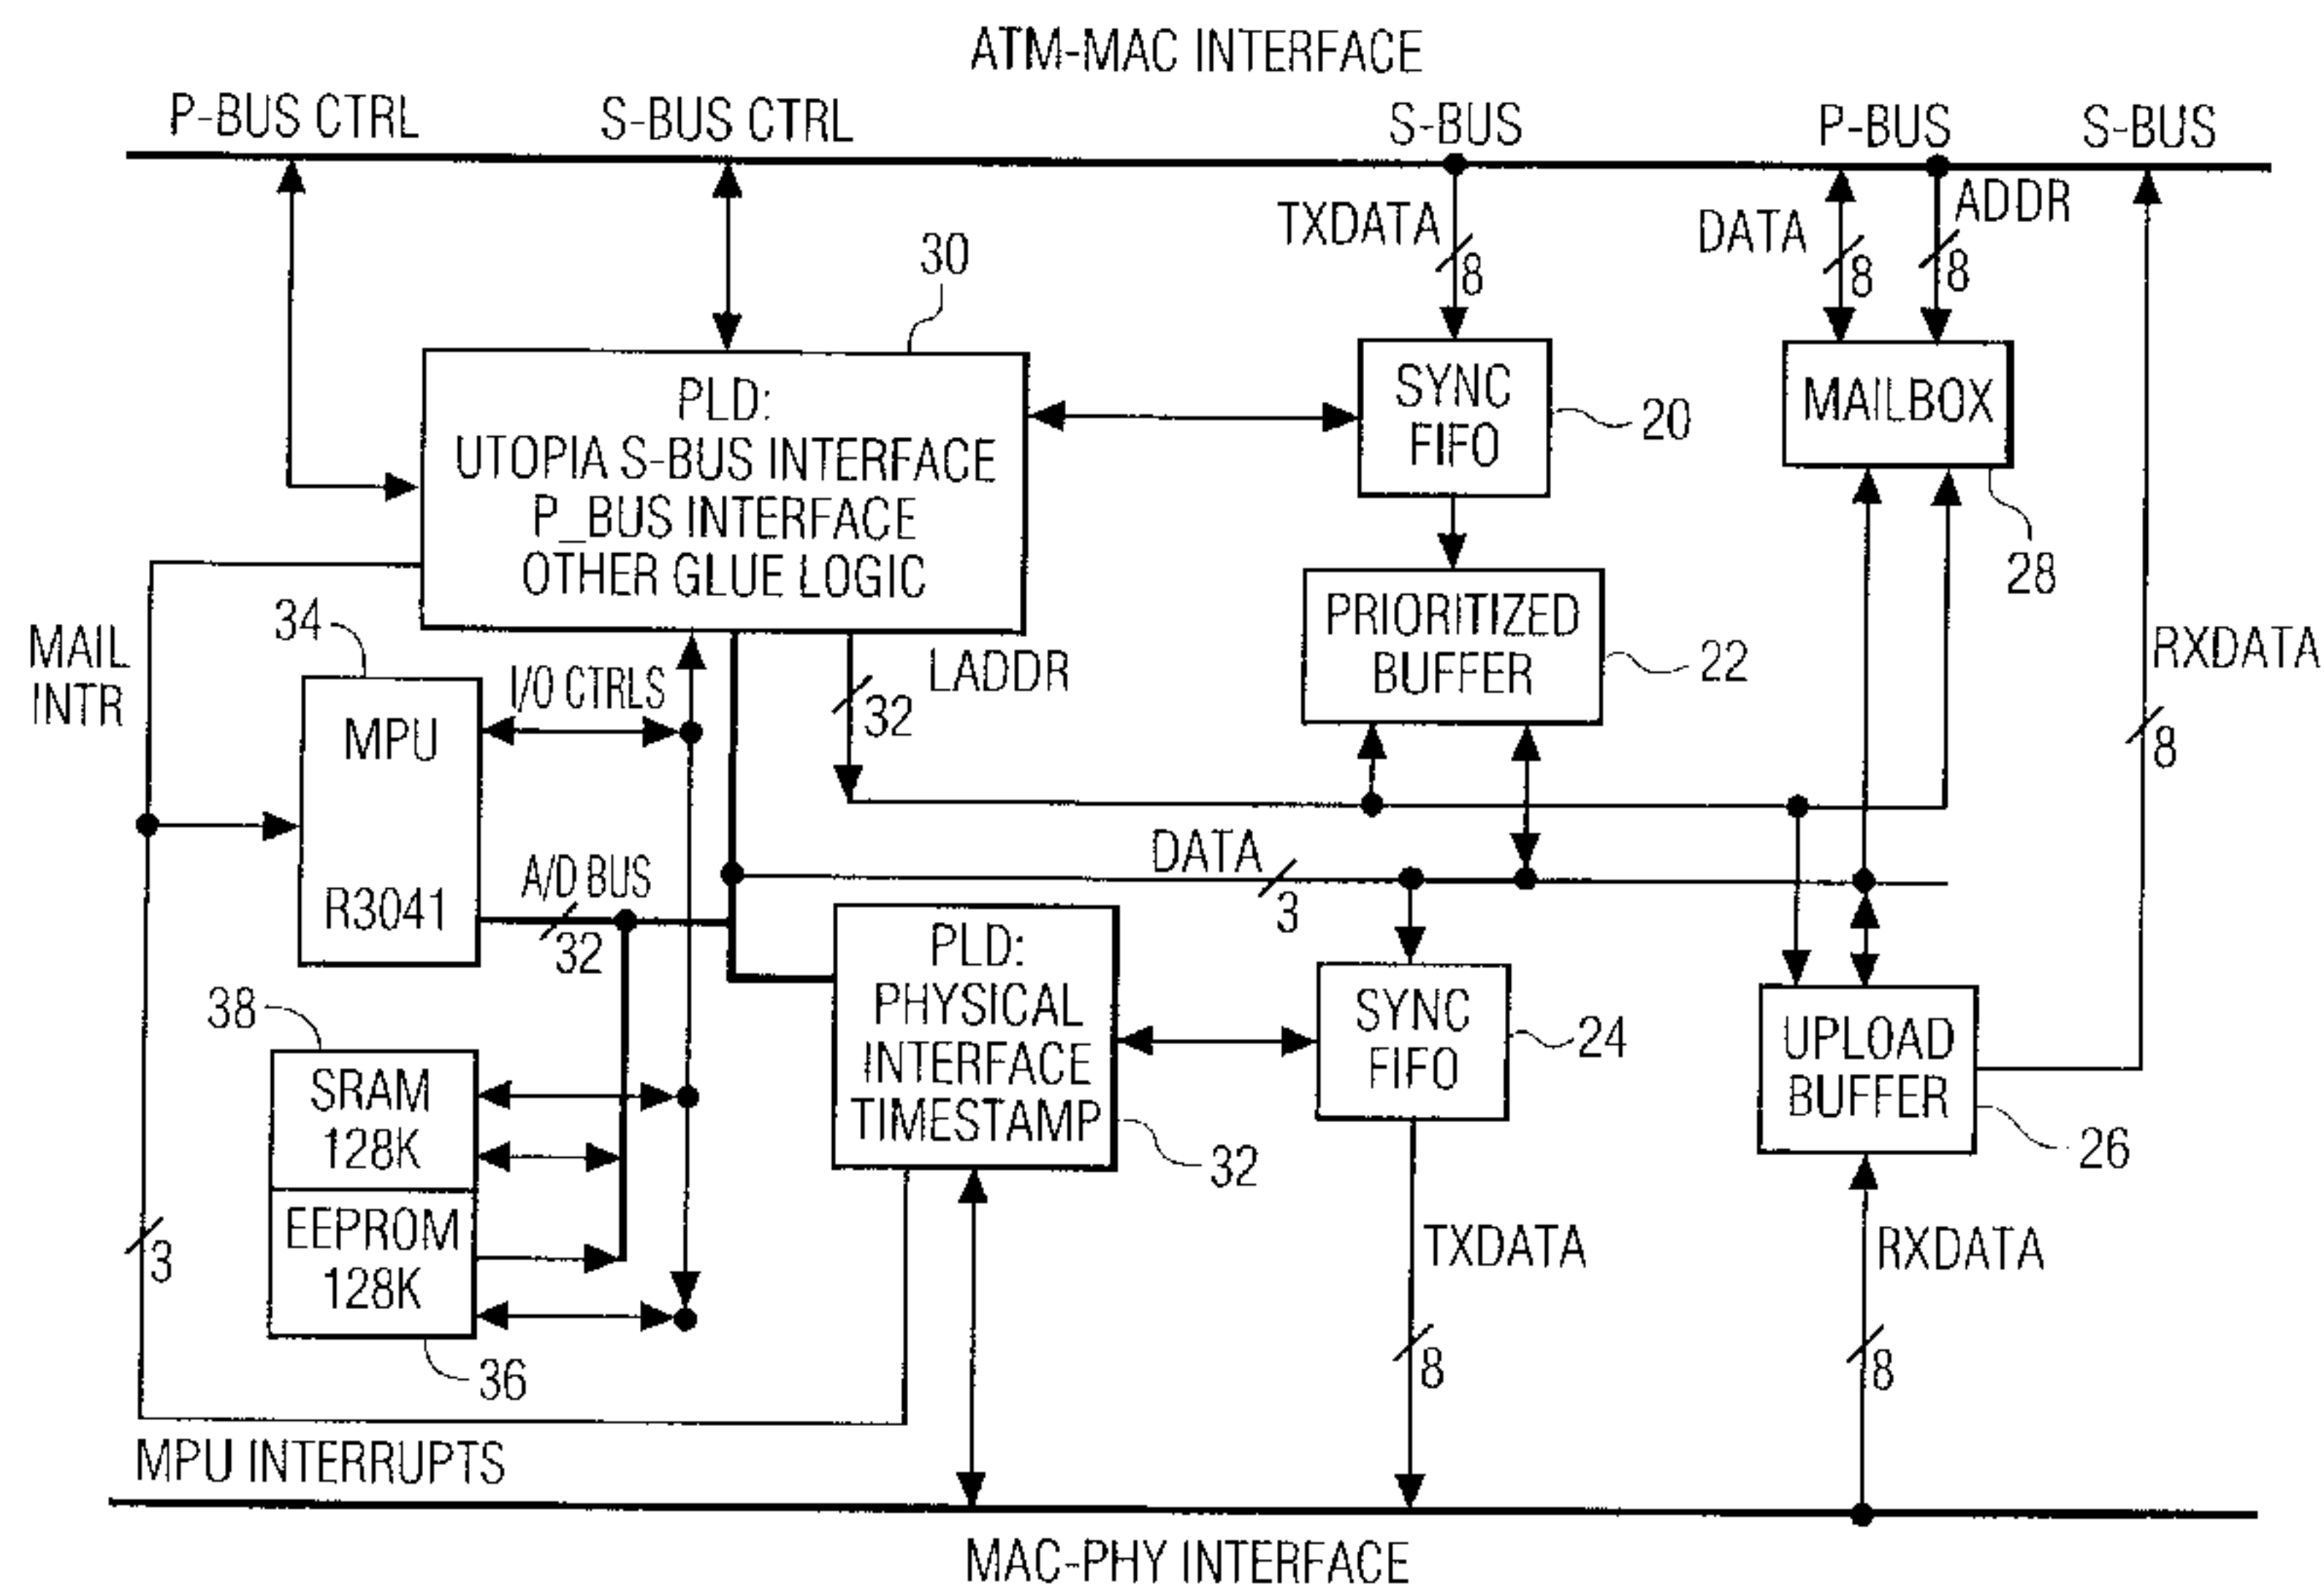 ATM-MAC INTERFACE
P-BUS CTRL
S-BUS CTRL
S-BUS
P-BUS
S-BUS
TXDATA
8
DATA
8
ADDR
8
30
PLD:
UTOPIA S-BUS INTERFACE
P_BUS INTERFACE
OTHER GLUE LOGIC
SYNC
FIFO
20
MAILBOX
28
MAIL
INTR
34
I/O CTRLS
LADDR
32
PRIORITIZED
BUFFER
22
RXDATA
8
MPU
R3041
A/D BUS
32
DATA
3
PLD:
PHYSICAL
INTERFACE
TIMESTAMP
32
SYNC
FIFO
24
UPLOAD
BUFFER
26
38
SRAM
128K
EEPROM
128K
36
3
TXDATA
8
RXDATA
8
MPU INTERRUPTS
MAC-PHY INTERFACE